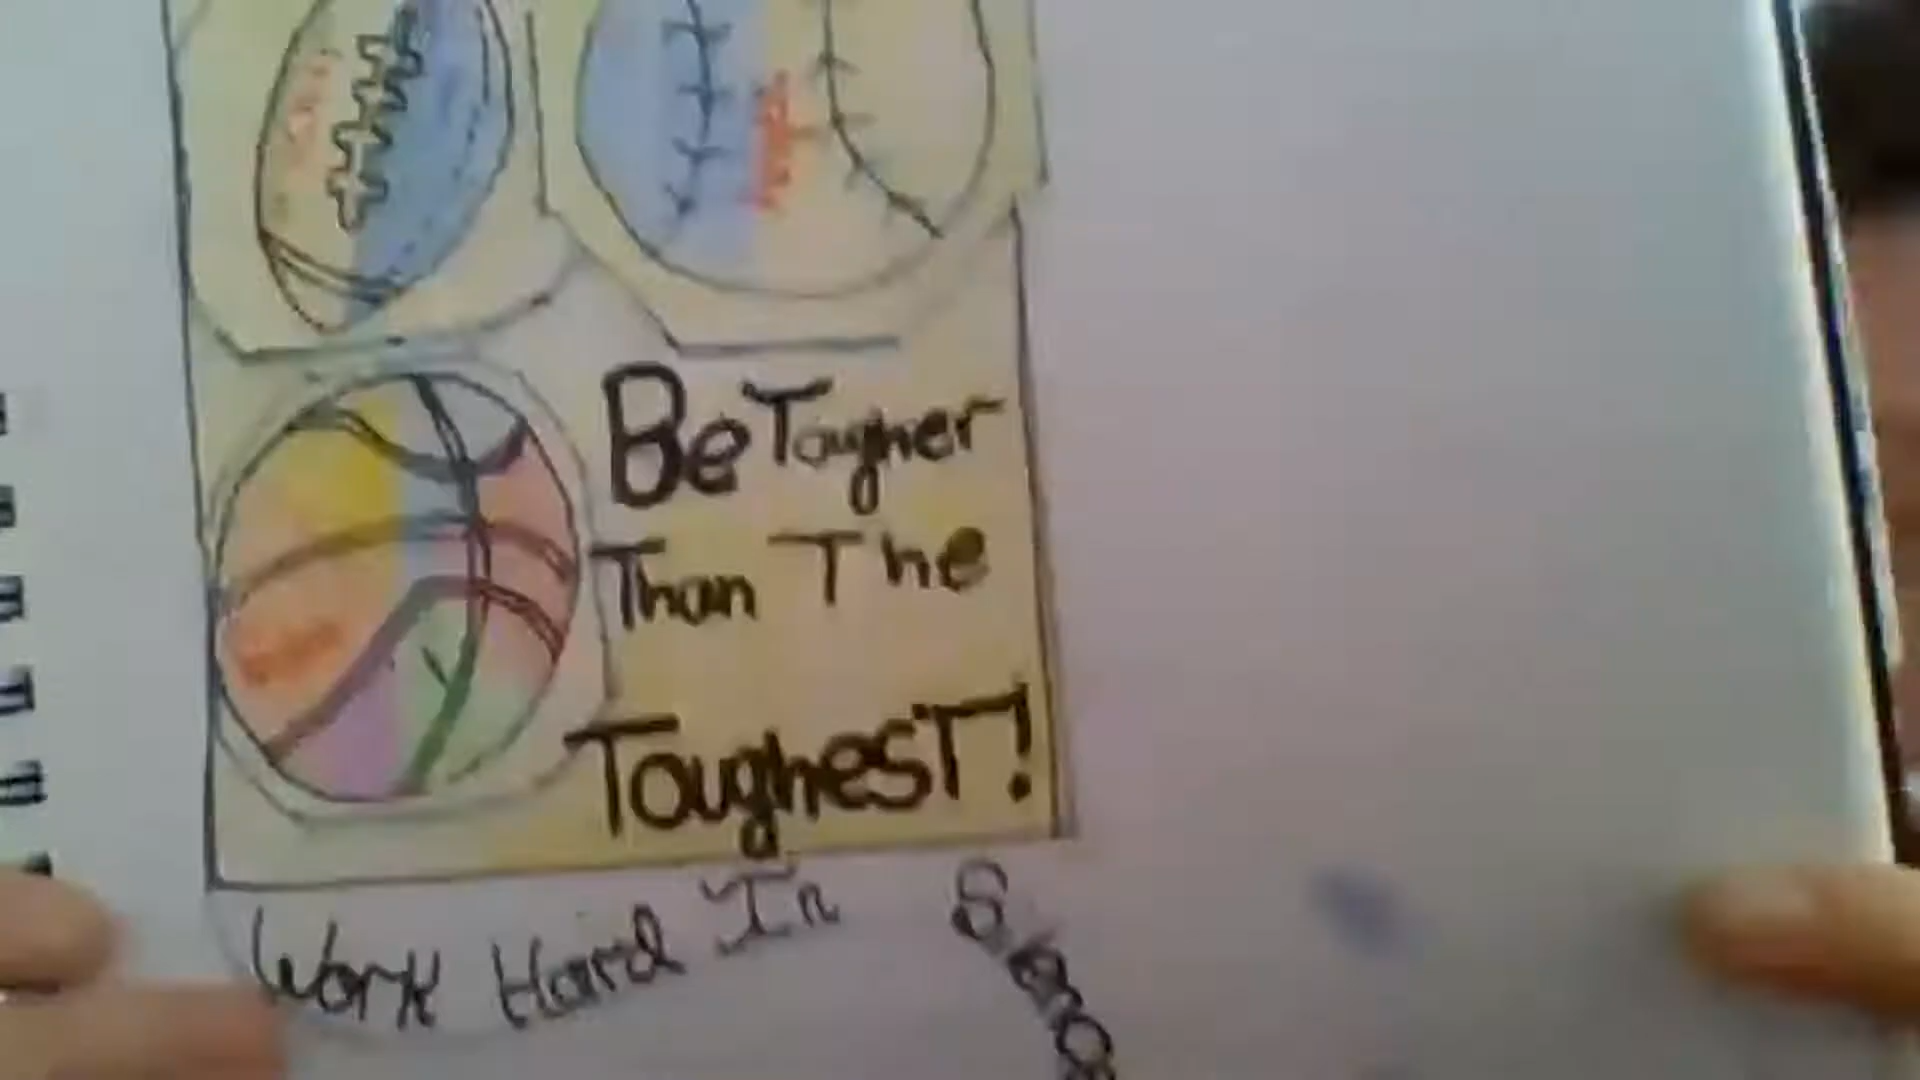 Be Tougher
Than The
Toughest!
Work Hard In